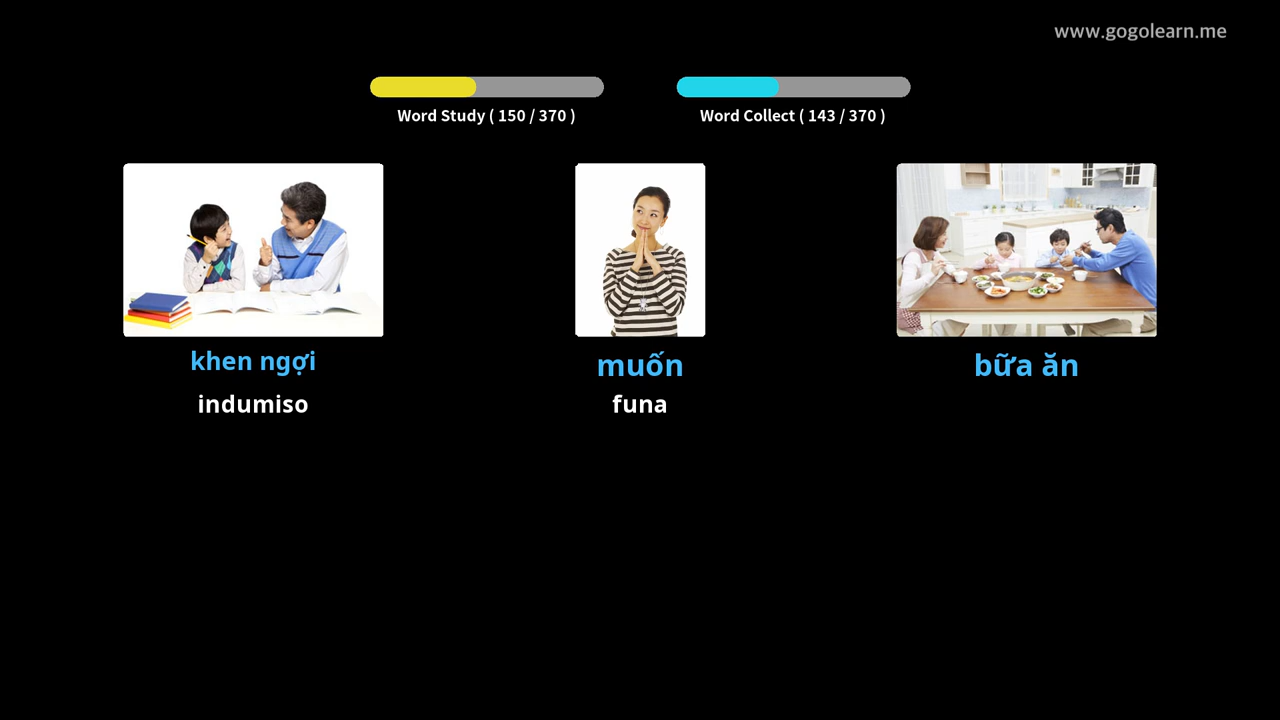 www.gogolearn.me
Word Study ( 150 / 370 )
Word Collect ( 143 / 370 )
khen ngợi
muốn
bữa ăn
indumiso
funa